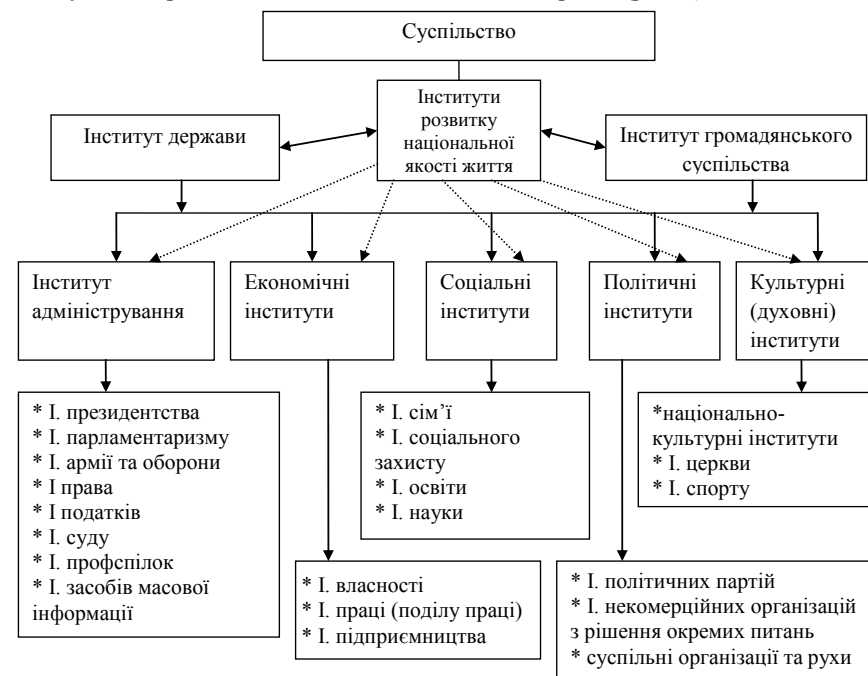 Суспільство
Інститути
розвитку
національної
якості життя
Інститут держави
Інститут громадянського
суспільства
Інститут
адміністрування
Економічні
інститути
Соціальні
інститути
Політичні
інститути
Культурні
(духовні)
інститути
* І. президентства
* І. парламентаризму
* І. армії та оборони
* І права
* І податків
* І. суду
* І. профспілок
* І. засобів масової
інформації
* І. власності
* І. праці (поділу праці)
* І. підприємництва
* І. сім’ї
* І. соціального
захисту
* І. освіти
* І. науки
* І. політичних партій
* І. некомерційних організацій
з рішення окремих питань
* суспільні організації та рухи
*національно-
культурні інститути
* І. церкви
* І. спорту